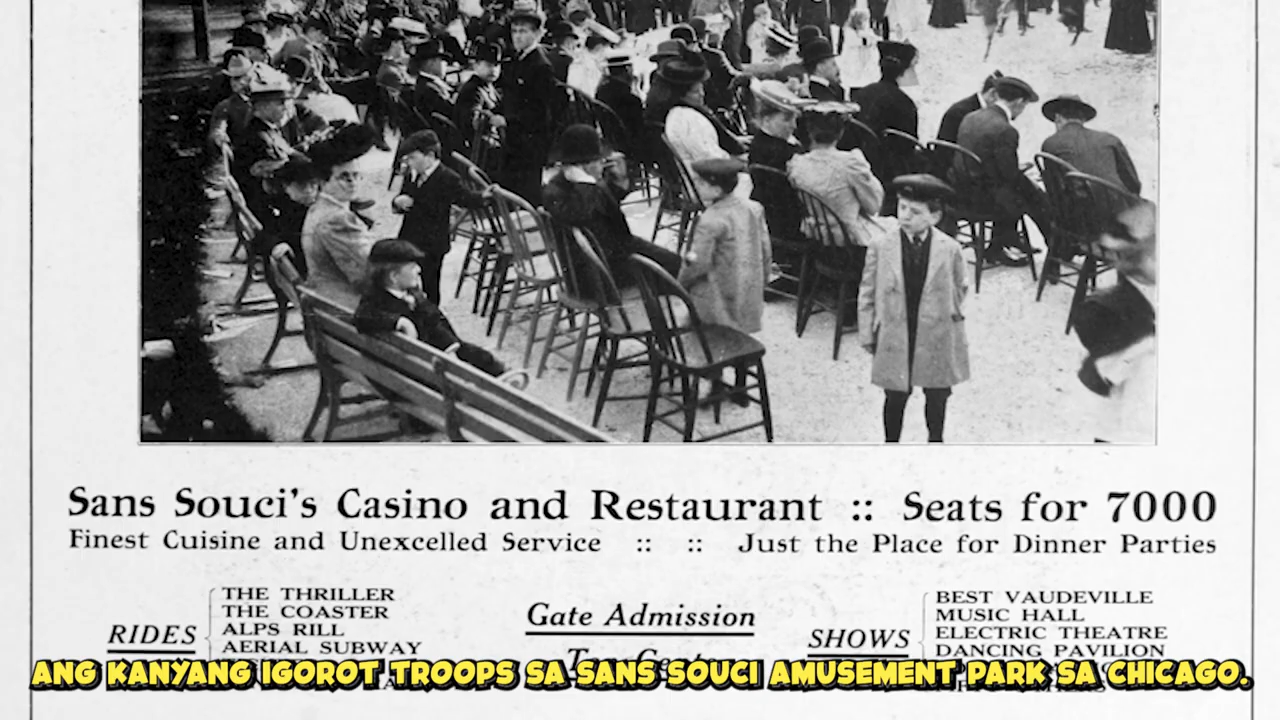 Sans Souci's Casino and Restaurant :: Seats for 7000
Finest Cuisine and Unexcelled Service :: :: Just the Place for Dinner Parties
RIDES
THE THRILLER
THE COASTER
ALPS RILL
AERIAL SUBWAY
Gate Admission
SHOWS
BEST VAUDEVILLE
MUSIC HALL
ELECTRIC THEATRE
DANCING PAVILION
ANG KANYANG IGOROT TROOPS SA SANS SOUCI AMUSEMENT PARK SA CHICAGO.